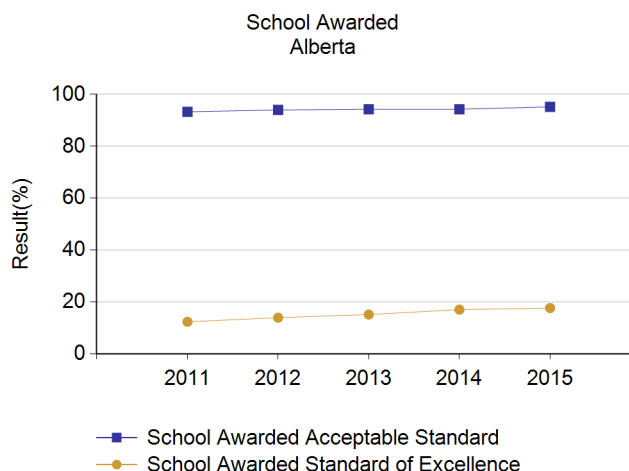 School Awarded
Alberta
100
80
60
40
20
0
Result(%)
2011 2012 2013 2014 2015
School Awarded Acceptable Standard
School Awarded Standard of Excellence